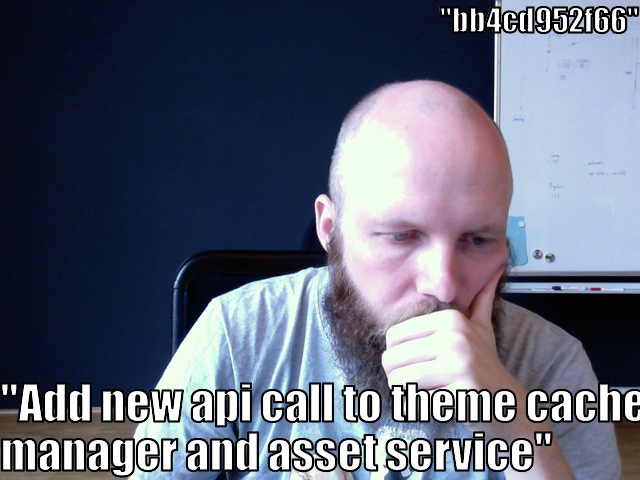 "bb4cd952f66"
"Add new api call to theme cache
manager and asset service"